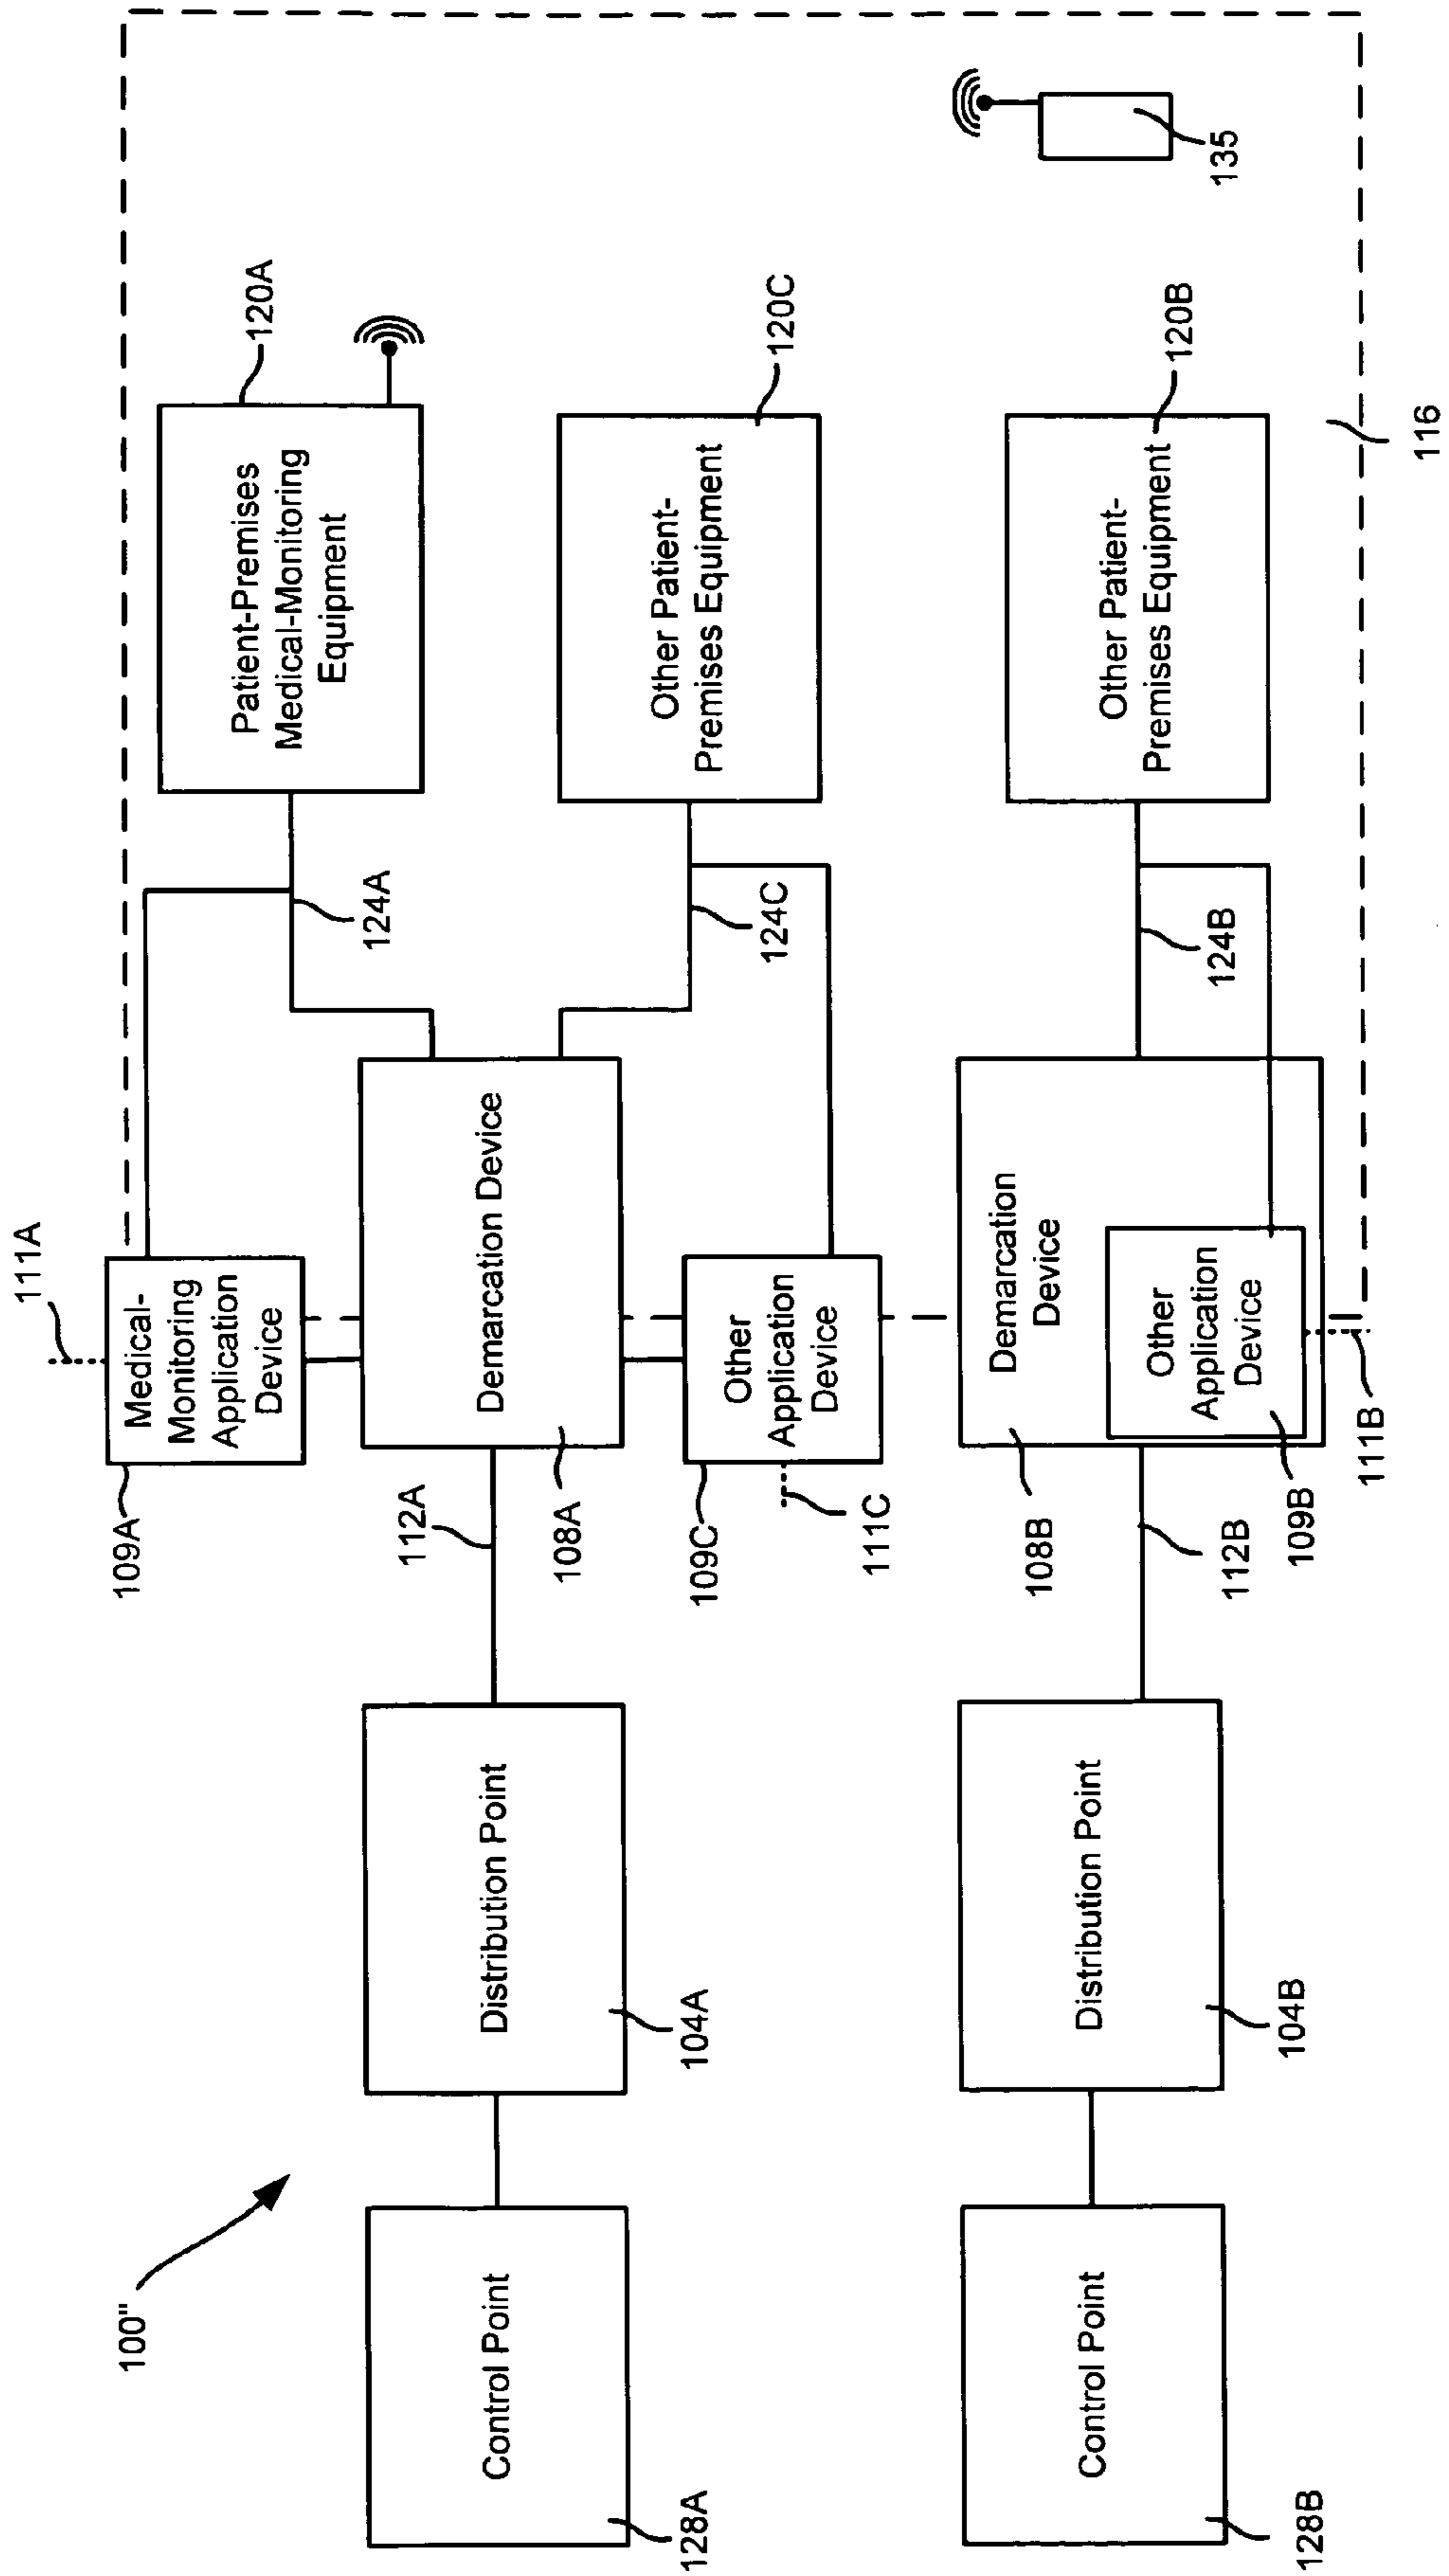 100"
111A
109A
Medical-
Monitoring
Application
Device
Patient-Premises
Medical-Monitoring
Equipment
120A
124A
Control Point
128A
Distribution Point
104A
112A
Demarcation Device
108A
124C
Other Patient-
Premises Equipment
120C
109C
Other
Application
Device
111C
135
Control Point
128B
Distribution Point
104B
112B
108B
Demarcation
Device
Other
Application
Device
109B
111B
124B
Other Patient-
Premises Equipment
120B
116